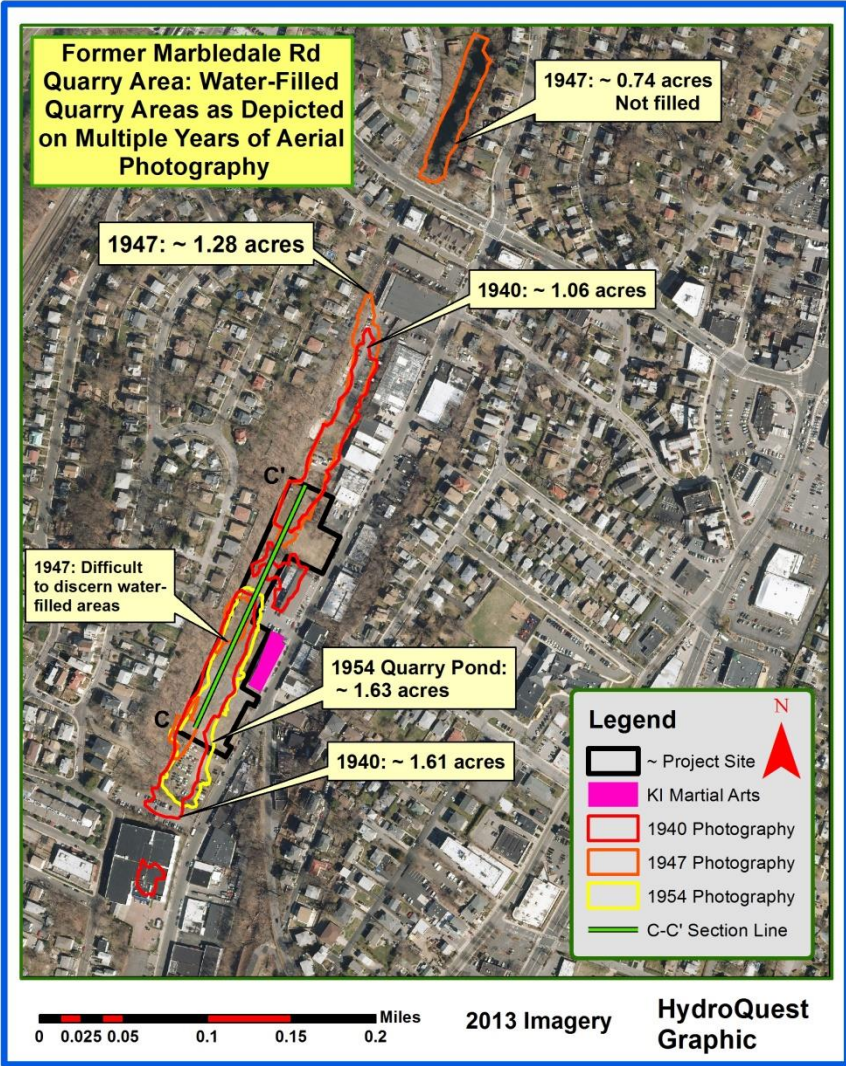 Former Marbledale Rd
Quarry Area: Water-Filled
Quarry Areas as Depicted
on Multiple Years of Aerial
Photography
1947: ~ 0.74 acres
Not filled
1947: ~ 1.28 acres
1940: ~ 1.06 acres
C'
1947: Difficult
to discern water-
filled areas
1954 Quarry Pond:
~ 1.63 acres
C
1940: ~ 1.61 acres
Legend
N
~ Project Site
KI Martial Arts
1940 Photography
1947 Photography
1954 Photography
C-C' Section Line
Miles
0 0.025 0.05 0.1 0.15 0.2
2013 Imagery
HydroQuest
Graphic